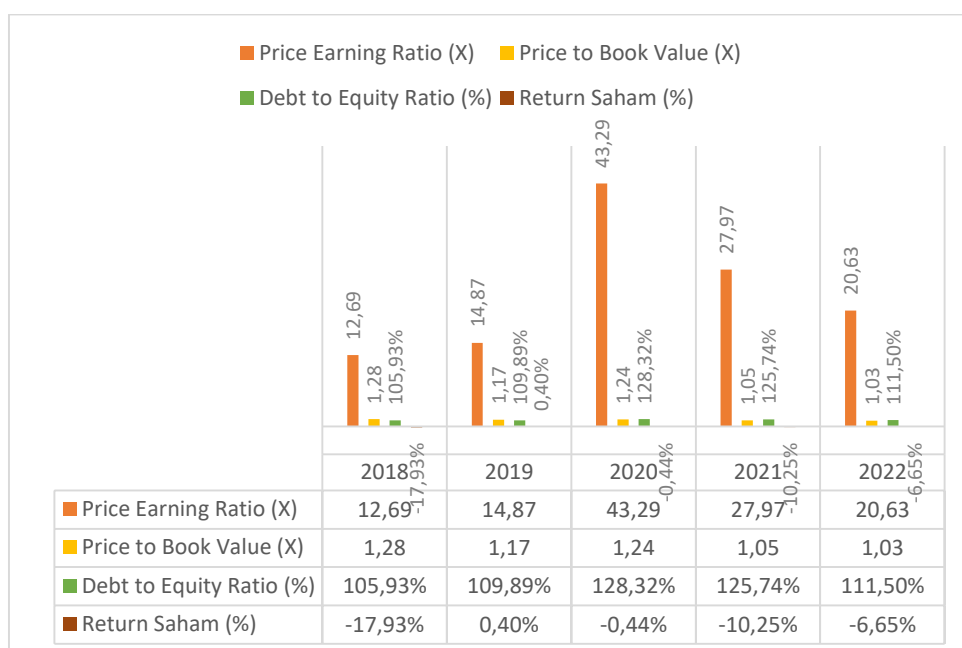 Price Earning Ratio (X) Price to Book Value (X)
Debt to Equity Ratio (%) Return Saham (%)
12,69 1,28 105,93% -17,93%
14,87 1,17 109,89% 0,40%
43,29 1,24 128,32% -0,44%
27,97 1,05 125,74% -10,25%
20,63 1,03 111,50% -6,65%
2018 2019 2020 2021 2022
Price Earning Ratio (X) 12,69 14,87 43,29 27,97 20,63
Price to Book Value (X) 1,28 1,17 1,24 1,05 1,03
Debt to Equity Ratio (%) 105,93% 109,89% 128,32% 125,74% 111,50%
Return Saham (%) -17,93% 0,40% -0,44% -10,25% -6,65%